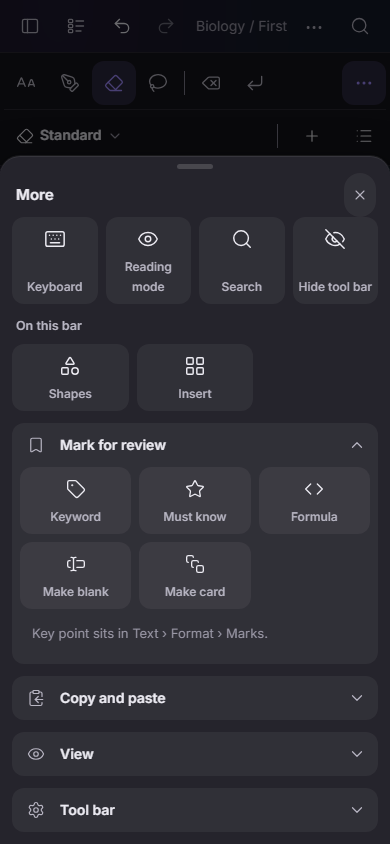 Biology / First
AA
Standard
More
Keyboard
Reading
mode
Search
Hide tool bar
On this bar
Shapes
Insert
Mark for review
Keyword
Must know
Formula
Make blank
Make card
Key point sits in Text › Format › Marks.
Copy and paste
View
Tool bar